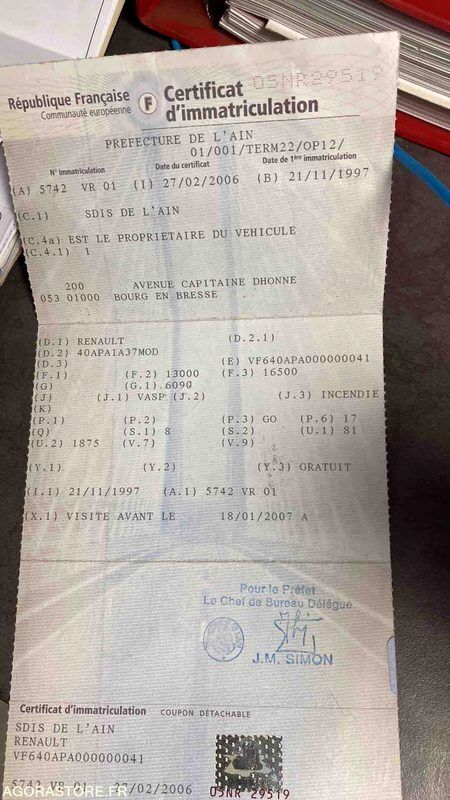 05NR29519
République Française
Communauté européenne
F
Certificat
d'immatriculation
PREFECTURE DE L'AIN
01/001/TERM22/OP12/
N° Immatriculation Date du certificat Date de 1ère immatriculation
(A) 5742 VR 01 (I) 27/02/2006 (B) 21/11/1997
(C.1) SDIS DE L'AIN
(C.4a) EST LE PROPRIETAIRE DU VEHICULE
(C.4.1) 1
200 AVENUE CAPITAINE DHONNE
053 01000 BOURG EN BRESSE
(D.1) RENAULT (D.2.1)
(D.2) 40APA1A37MOD
(D.3) (E) VF640APA000000041
(F.1) (F.2) 13000 (F.3) 16500
(G) (G.1) 6090
(J) (J.1) VASP (J.2) (J.3) INCENDIE
(K)
(P.1) (P.2) (P.3) GO (P.6) 17
(Q) (S.1) 8 (S.2) (U.1) 81
(U.2) 1875 (V.7) (V.9)
(Y.1) (Y.2) (Y.3) GRATUIT
(I.1) 21/11/1997 (A.1) 5742 VR 01
(X.1) VISITE AVANT LE 18/01/2007 A
Pour le Préfet
Le Chef de Bureau Délégué
J.M. SIMON
Certificat d'immatriculation COUPON DÉTACHABLE
SDIS DE L'AIN
RENAULT
VF640APA000000041
5742 VR 01 27/02/2006 05NR 29519
AGORASTORE.FR